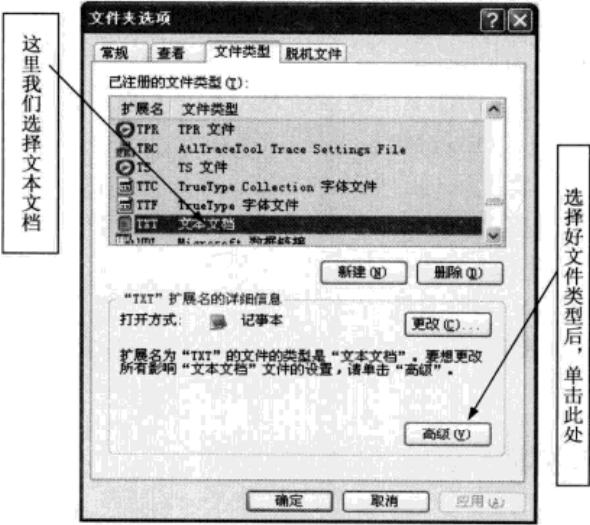 文件夹选项
常规 查看 文件类型 脱机文件
已注册的文件类型(T):
扩展名 文件类型
TPR TPR 文件
TRC AtlTraceTool Trace Settings File
TS TS 文件
TTC TrueType Collection 字体文件
TTF TrueType 字体文件
TXT 文本文档
UDL Microsoft 数据链接
新建(N) 删除(D)
“TXT”扩展名的详细信息
打开方式: 记事本 更改(C)...
扩展名为“TXT”的文件的类型是“文本文档”。要想更改
所有影响“文本文档”文件的设置，请单击“高级”。
高级(V)
确定 取消 应用(A)
这里我们选择文本文档
选择好文件类型后，单击此处